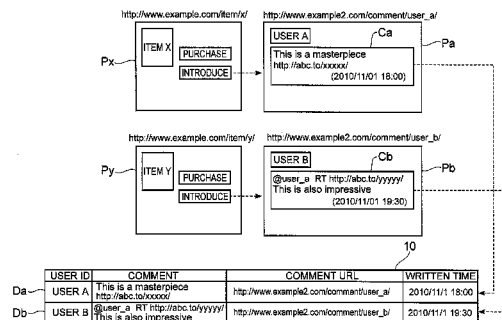 http://www.example.com/item/x/
http://www.example2.com/comment/user_a/
ITEM X
PURCHASE
INTRODUCE
Px
USER A
Ca
This is a masterpiece
http://abc.to/xxxxx/
(2010/11/01 18:00)
Pa
http://www.example.com/item/y/
http://www.example2.com/comment/user_b/
ITEM Y
PURCHASE
INTRODUCE
Py
USER B
Cb
@user_a RT http://abc.to/yyyyy/
This is also impressive
(2010/11/01 19:30)
Pb
10
USER ID COMMENT COMMENT URL WRITTEN TIME
Da USER A This is a masterpiece http://www.example2.com/comment/user_a/ 2010/11/1 18:00
http://abc.to/xxxxx/
Db USER B @user_a RT http://abc.to/yyyyy/ http://www.example2.com/comment/user_b/ 2010/11/1 19:30
This is also impressive